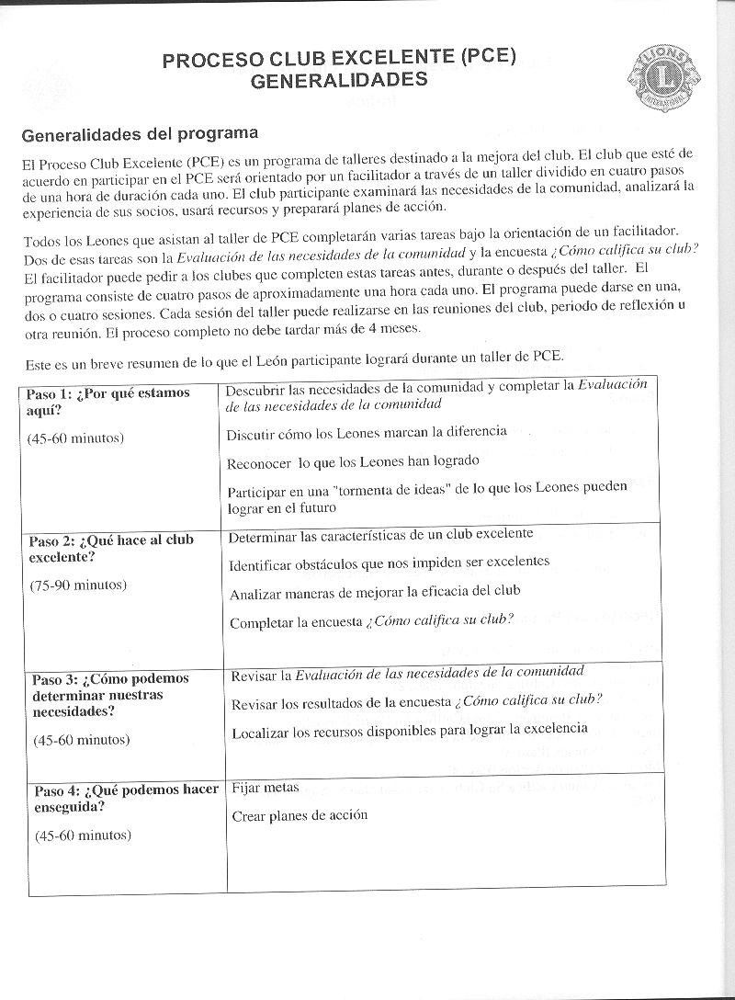 PROCESO CLUB EXCELENTE (PCE)
GENERALIDADES
LIONS
L
INTERNATIONAL
Generalidades del programa
El Proceso Club Excelente (PCE) es un programa de talleres destinado a la mejora del club. El club que esté de
acuerdo en participar en el PCE será orientado por un facilitador a través de un taller dividido en cuatro pasos
de una hora de duración cada uno. El club participante examinará las necesidades de la comunidad, analizará la
experiencia de sus socios, usará recursos y preparará planes de acción.
Todos los Leones que asistan al taller de PCE completarán varias tareas bajo la orientación de un facilitador.
Dos de esas tareas son la Evaluación de las necesidades de la comunidad y la encuesta ¿Cómo califica su club?
El facilitador puede pedir a los clubes que completen estas tareas antes, durante o después del taller. El
programa consiste de cuatro pasos de aproximadamente una hora cada uno. El programa puede darse en una,
dos o cuatro sesiones. Cada sesión del taller puede realizarse en las reuniones del club, periodo de reflexión u
otra reunión. El proceso completo no debe tardar más de 4 meses.
Este es un breve resumen de lo que el León participante logrará durante un taller de PCE.
Paso 1: ¿Por qué estamos
aquí?
(45-60 minutos)
Descubrir las necesidades de la comunidad y completar la Evaluación
de las necesidades de la comunidad
Discutir cómo los Leones marcan la diferencia
Reconocer lo que los Leones han logrado
Participar en una "tormenta de ideas" de lo que los Leones pueden
lograr en el futuro
Paso 2: ¿Qué hace al club
excelente?
(75-90 minutos)
Determinar las características de un club excelente
Identificar obstáculos que nos impiden ser excelentes
Analizar maneras de mejorar la eficacia del club
Completar la encuesta ¿Cómo califica su club?
Paso 3: ¿Cómo podemos
determinar nuestras
necesidades?
(45-60 minutos)
Revisar la Evaluación de las necesidades de la comunidad
Revisar los resultados de la encuesta ¿Cómo califica su club?
Localizar los recursos disponibles para lograr la excelencia
Paso 4: ¿Qué podemos hacer
enseguida?
(45-60 minutos)
Fijar metas
Crear planes de acción